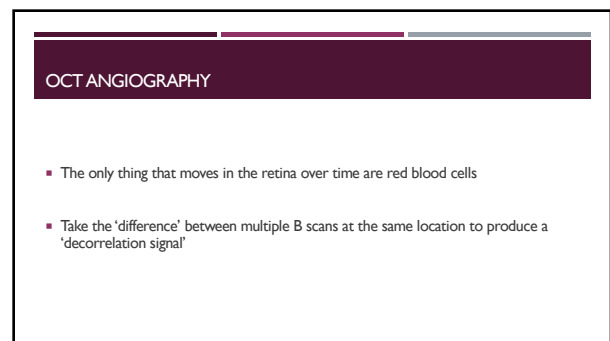 OCT ANGIOGRAPHY
▪ The only thing that moves in the retina over time are red blood cells
▪ Take the ‘difference’ between multiple B scans at the same location to produce a
‘decorrelation signal’